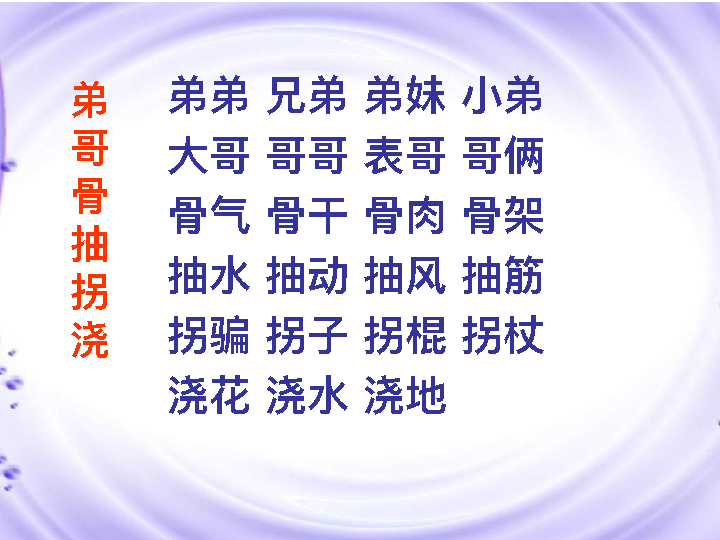 弟
哥
骨
抽
拐
浇
弟弟 兄弟 弟妹 小弟
大哥 哥哥 表哥 哥俩
骨气 骨干 骨肉 骨架
抽水 抽动 抽风 抽筋
拐骗 拐子 拐棍 拐杖
浇花 浇水 浇地